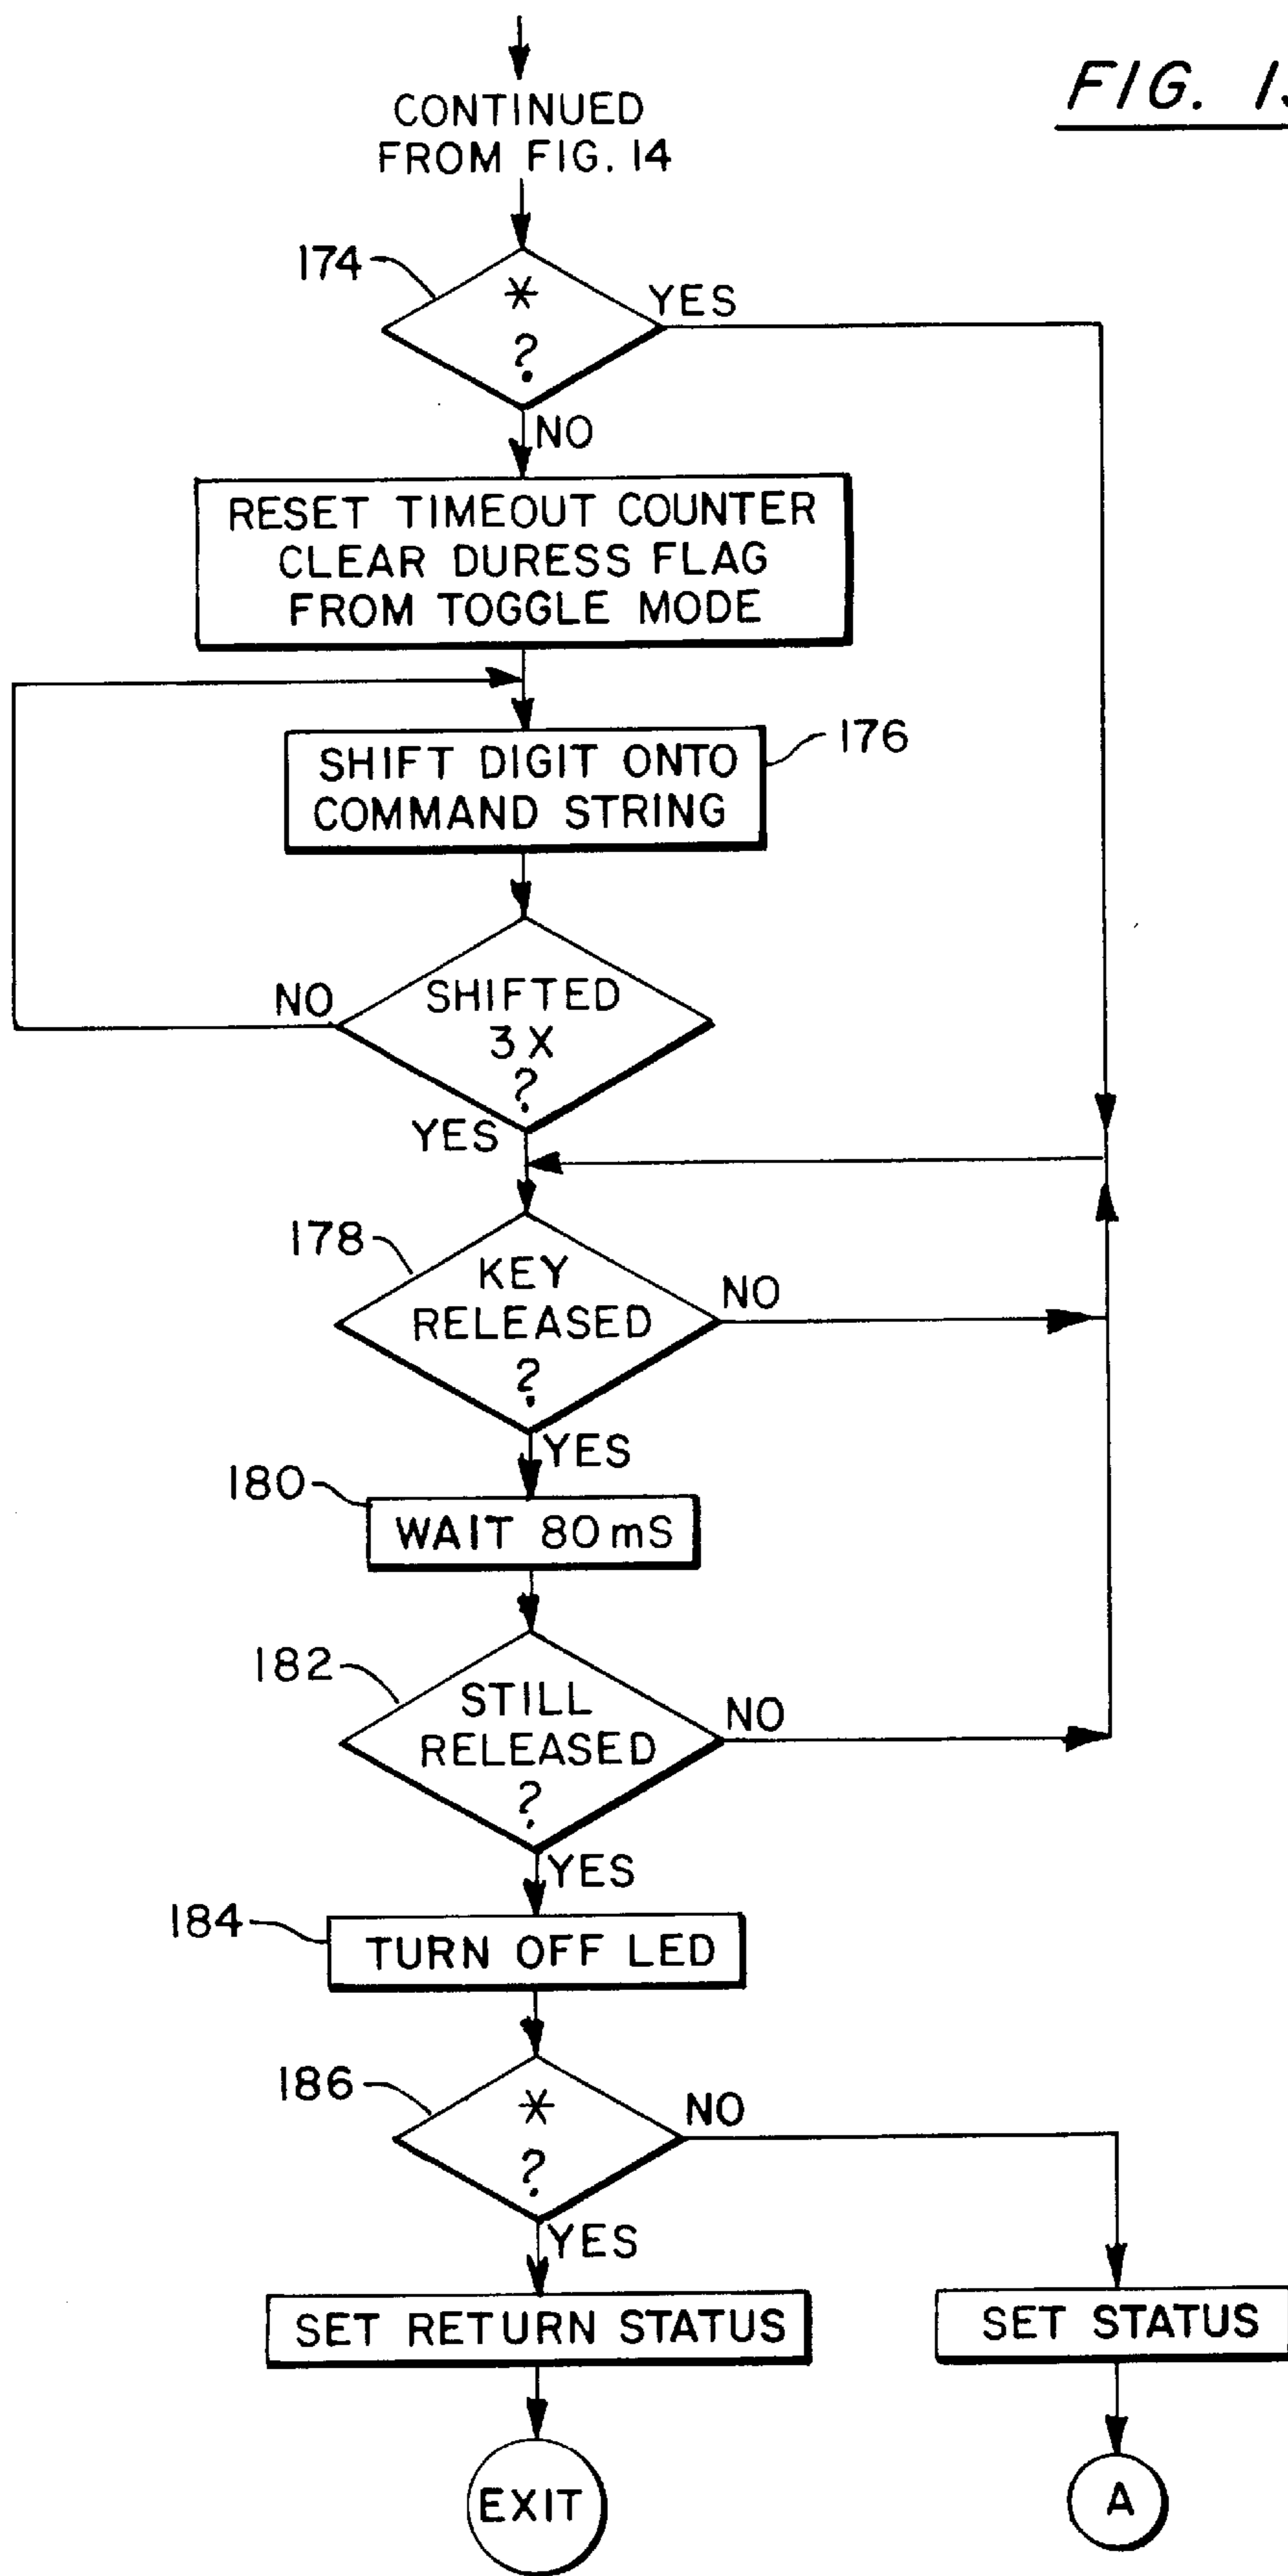 FIG. 1
CONTINUED
FROM FIG. 14
174
*
?
YES
NO
RESET TIMEOUT COUNTER
CLEAR DURESS FLAG
FROM TOGGLE MODE
SHIFT DIGIT ONTO
COMMAND STRING
176
SHIFTED
3X
?
NO
YES
178
KEY
RELEASED
?
NO
YES
180
WAIT 80mS
182
STILL
RELEASED
?
NO
YES
184
TURN OFF LED
186
*
?
NO
YES
SET RETURN STATUS
SET STATUS
EXIT
A